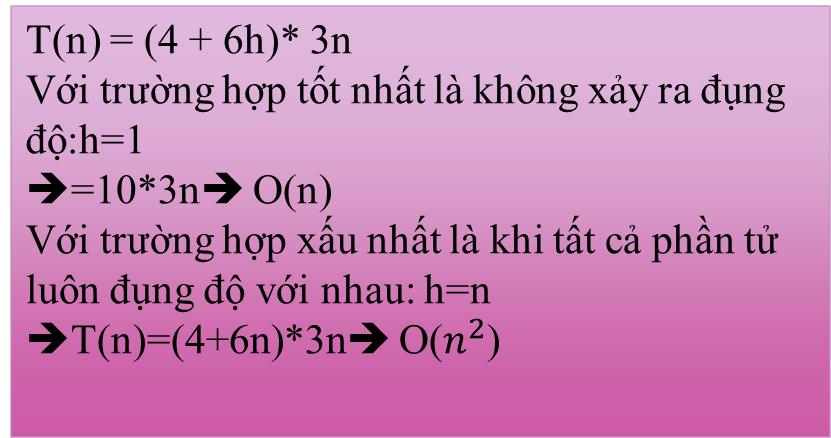 T(n) = (4 + 6h)* 3n
Với trường hợp tốt nhất là không xảy ra đụng
độ:h=1
➔=10*3n➔ O(n)
Với trường hợp xấu nhất là khi tất cả phần tử
luôn đụng độ với nhau: h=n
➔T(n)=(4+6n)*3n➔ O(𝑛²)